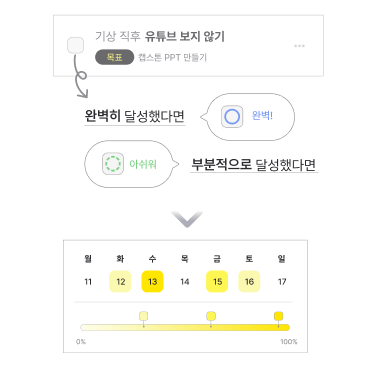 기상 직후 유튜브 보지 않기
목표 캡스톤 PPT 만들기
완벽히 달성했다면
완벽!
아쉬워
부분적으로 달성했다면
월 화 수 목 금 토 일
11 12 13 14 15 16 17
0% 100%